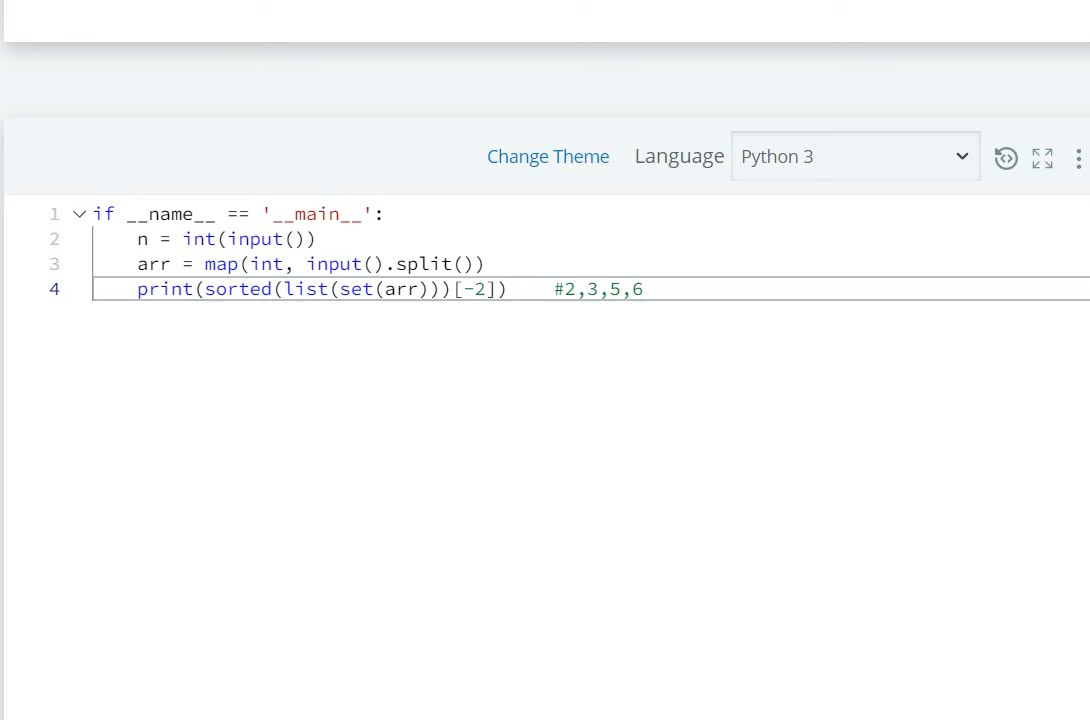 Change Theme Language Python 3
1 if __name__ == '__main__':
2 n = int(input())
3 arr = map(int, input().split())
4 print(sorted(list(set(arr)))[-2]) #2,3,5,6